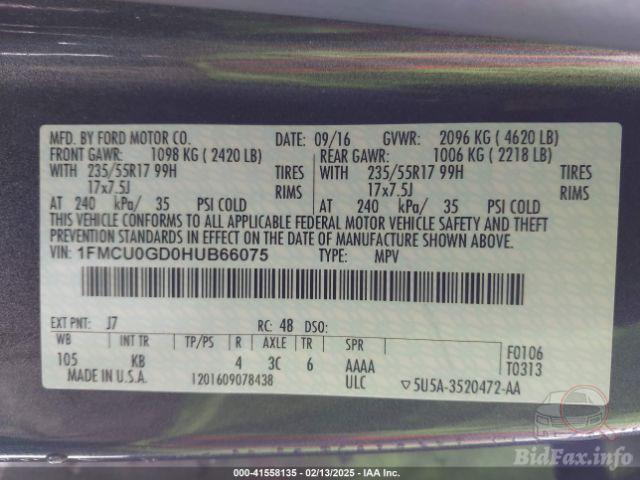 MFD. BY FORD MOTOR CO. DATE: 09/16 GVWR: 2096 KG ( 4620 LB)
FRONT GAWR: 1098 KG ( 2420 LB) REAR GAWR: 1006 KG ( 2218 LB)
WITH 235/55R17 99H TIRES WITH 235/55R17 99H TIRES
17x7.5J RIMS 17x7.5J RIMS
AT 240 kPa/ 35 PSI COLD AT 240 kPa/ 35 PSI COLD
THIS VEHICLE CONFORMS TO ALL APPLICABLE FEDERAL MOTOR VEHICLE SAFETY AND THEFT
PREVENTION STANDARDS IN EFFECT ON THE DATE OF MANUFACTURE SHOWN ABOVE.
VIN: 1FMCU0GD0HUB66075 TYPE: MPV
EXT PNT: J7 RC: 48 DSO:
WB INT TR TP/PS R AXLE TR SPR F0106
105 KB 4 3C 6 AAAA T0313
MADE IN U.S.A. 1201609078438 ULC ▽5U5A-3520472-AA
000-41558135 - 02/13/2025 - IAA Inc.
BidFax.info